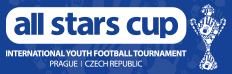 all stars cup
INTERNATIONAL YOUTH FOOTBALL TOURNAMENT
PRAGUE | CZECH REPUBLIC